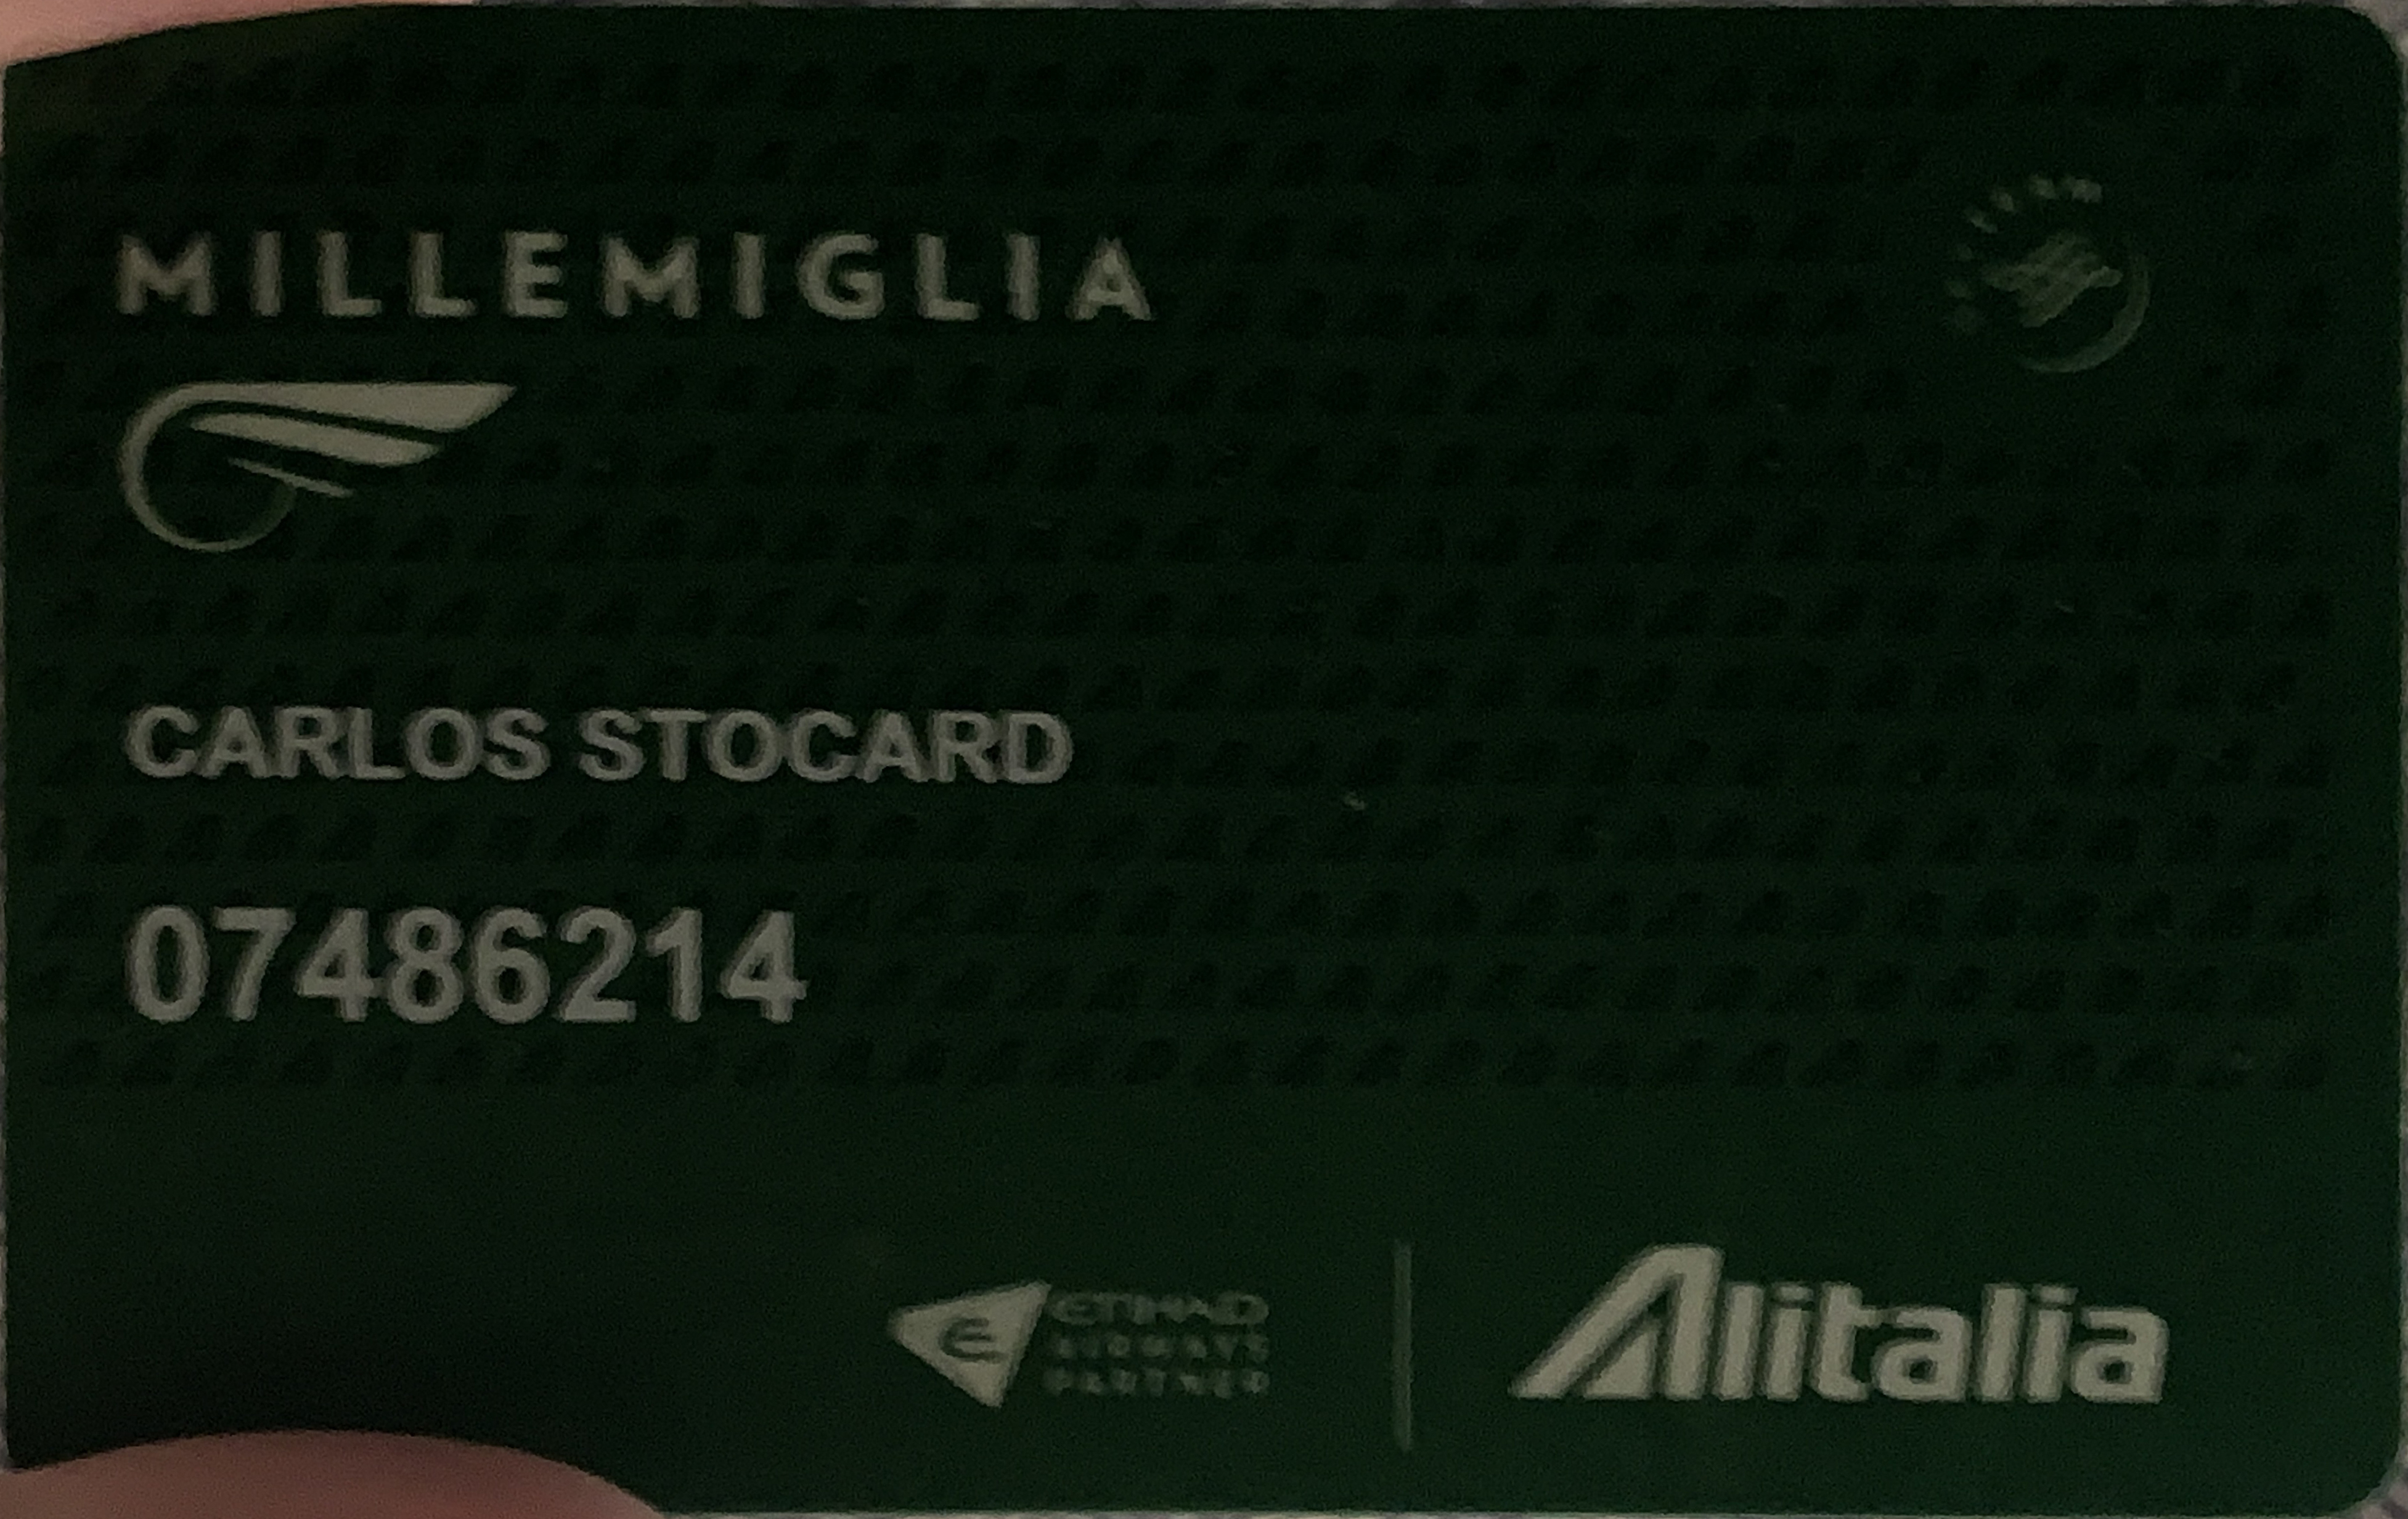 MILLEMIGLIA
CARLOS STOCARD
07486214
ETIHAD
AIRWAYS
PARTNER
Alitalia